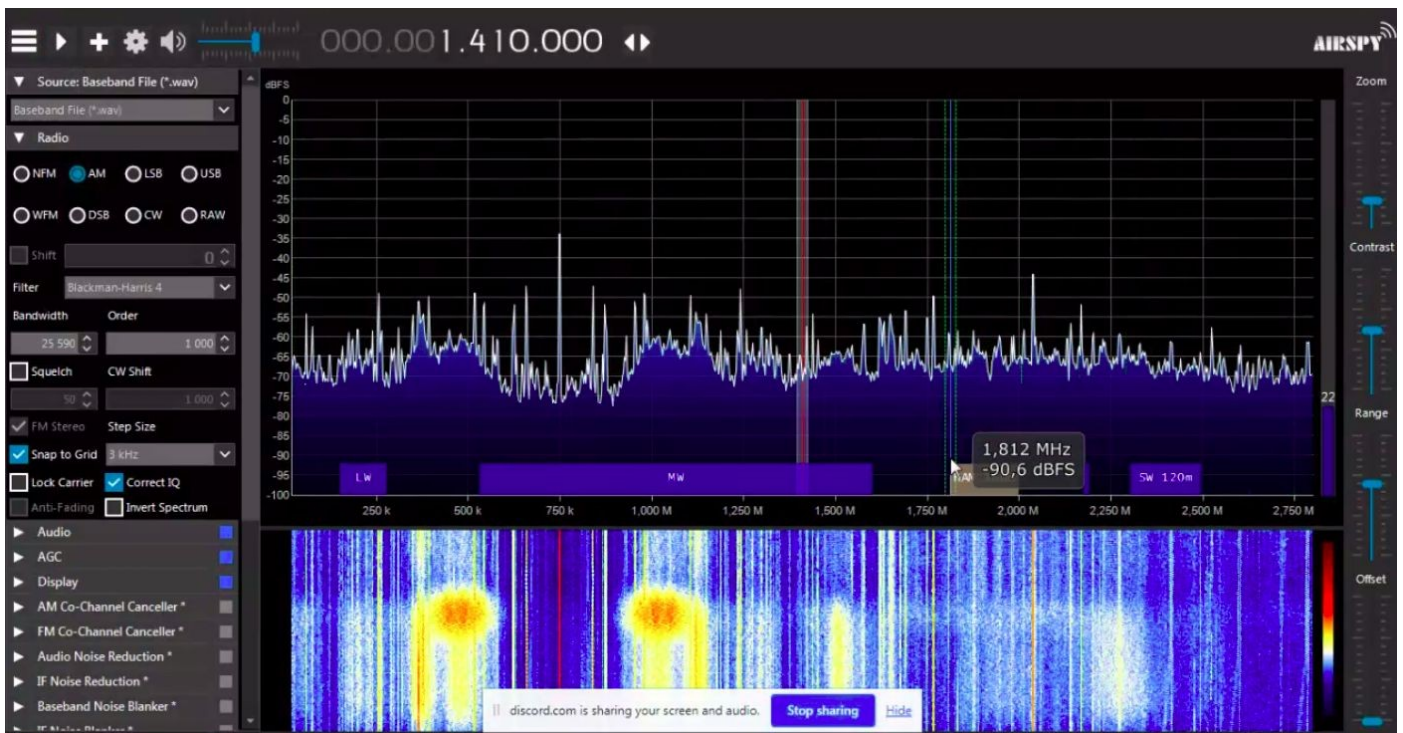 000.001.410.000
AIRSPY
Source: Baseband File (*.wav)
Baseband File (*.wav)
Radio
NFM AM LSB USB
WFM DSB CW RAW
Shift 0
Filter Blackman-Harris 4
Bandwidth Order
25 590 1 000
Squelch CW Shift
50 1 000
FM Stereo Step Size
Snap to Grid 3 kHz
Lock Carrier Correct IQ
Anti-Fading Invert Spectrum
Audio
AGC
Display
AM Co-Channel Canceller *
FM Co-Channel Canceller *
Audio Noise Reduction *
IF Noise Reduction *
Baseband Noise Blanker *
IF Noise Blanker *
dBFS
0
-5
-10
-15
-20
-25
-30
-35
-40
-45
-50
-55
-60
-65
-70
-75
-80
-85
-90
-95
-100
1,812 MHz
-90,6 dBFS
LW MW SW 120m
250 k 500 k 750 k 1,000 M 1,250 M 1,500 M 1,750 M 2,000 M 2,250 M 2,500 M 2,750 M
22
Zoom
Contrast
Range
Offset
discord.com is sharing your screen and audio. Stop sharing Hide